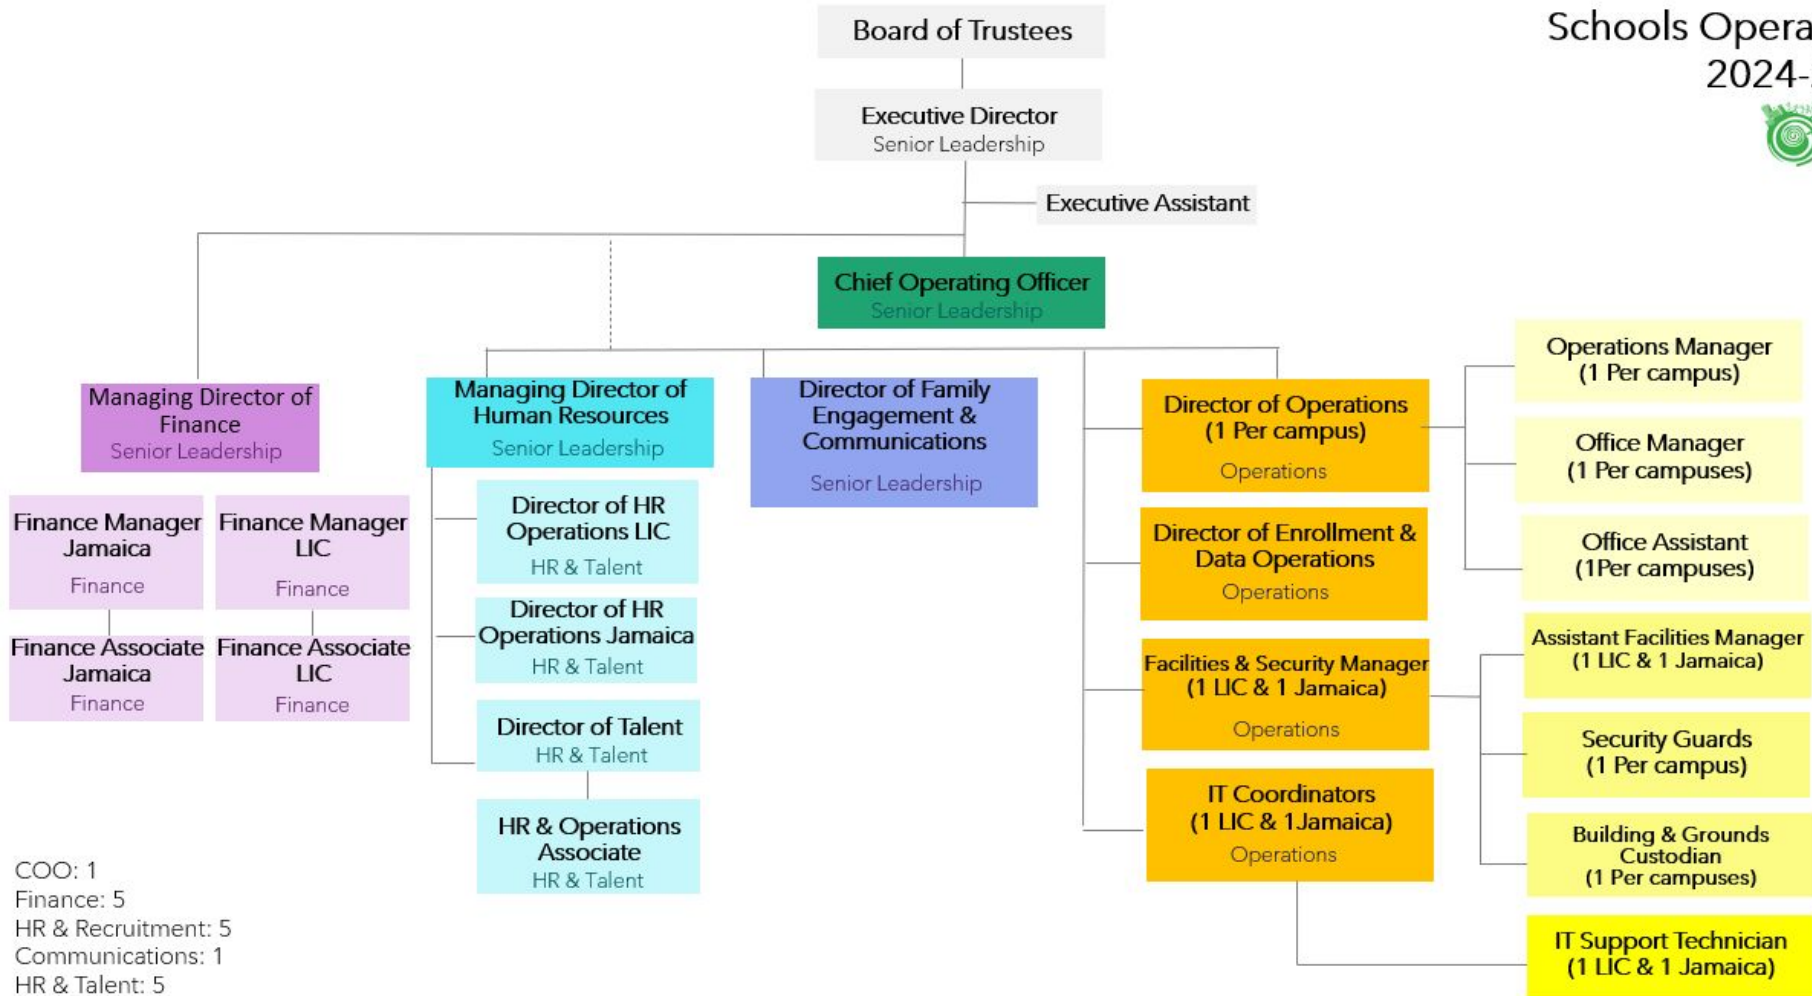 Board of Trustees
Schools Opera
2024-
Executive Director
Senior Leadership
Executive Assistant
Chief Operating Officer
Senior Leadership
Managing Director of
Finance
Senior Leadership
Finance Manager
Jamaica
Finance
Finance Manager
LIC
Finance
Finance Associate
Jamaica
Finance
Finance Associate
LIC
Finance
Managing Director of
Human Resources
Senior Leadership
Director of HR
Operations LIC
HR & Talent
Director of HR
Operations Jamaica
HR & Talent
Director of Talent
HR & Talent
HR & Operations
Associate
HR & Talent
Director of Family
Engagement &
Communications
Senior Leadership
Director of Operations
(1 Per campus)
Operations
Director of Enrollment &
Data Operations
Operations
Facilities & Security Manager
(1 LIC & 1 Jamaica)
Operations
IT Coordinators
(1 LIC & 1Jamaica)
Operations
Operations Manager
(1 Per campus)
Office Manager
(1 Per campuses)
Office Assistant
(1Per campuses)
Assistant Facilities Manager
(1 LIC & 1 Jamaica)
Security Guards
(1 Per campus)
Building & Grounds
Custodian
(1 Per campuses)
IT Support Technician
(1 LIC & 1 Jamaica)
COO: 1
Finance: 5
HR & Recruitment: 5
Communications: 1
HR & Talent: 5